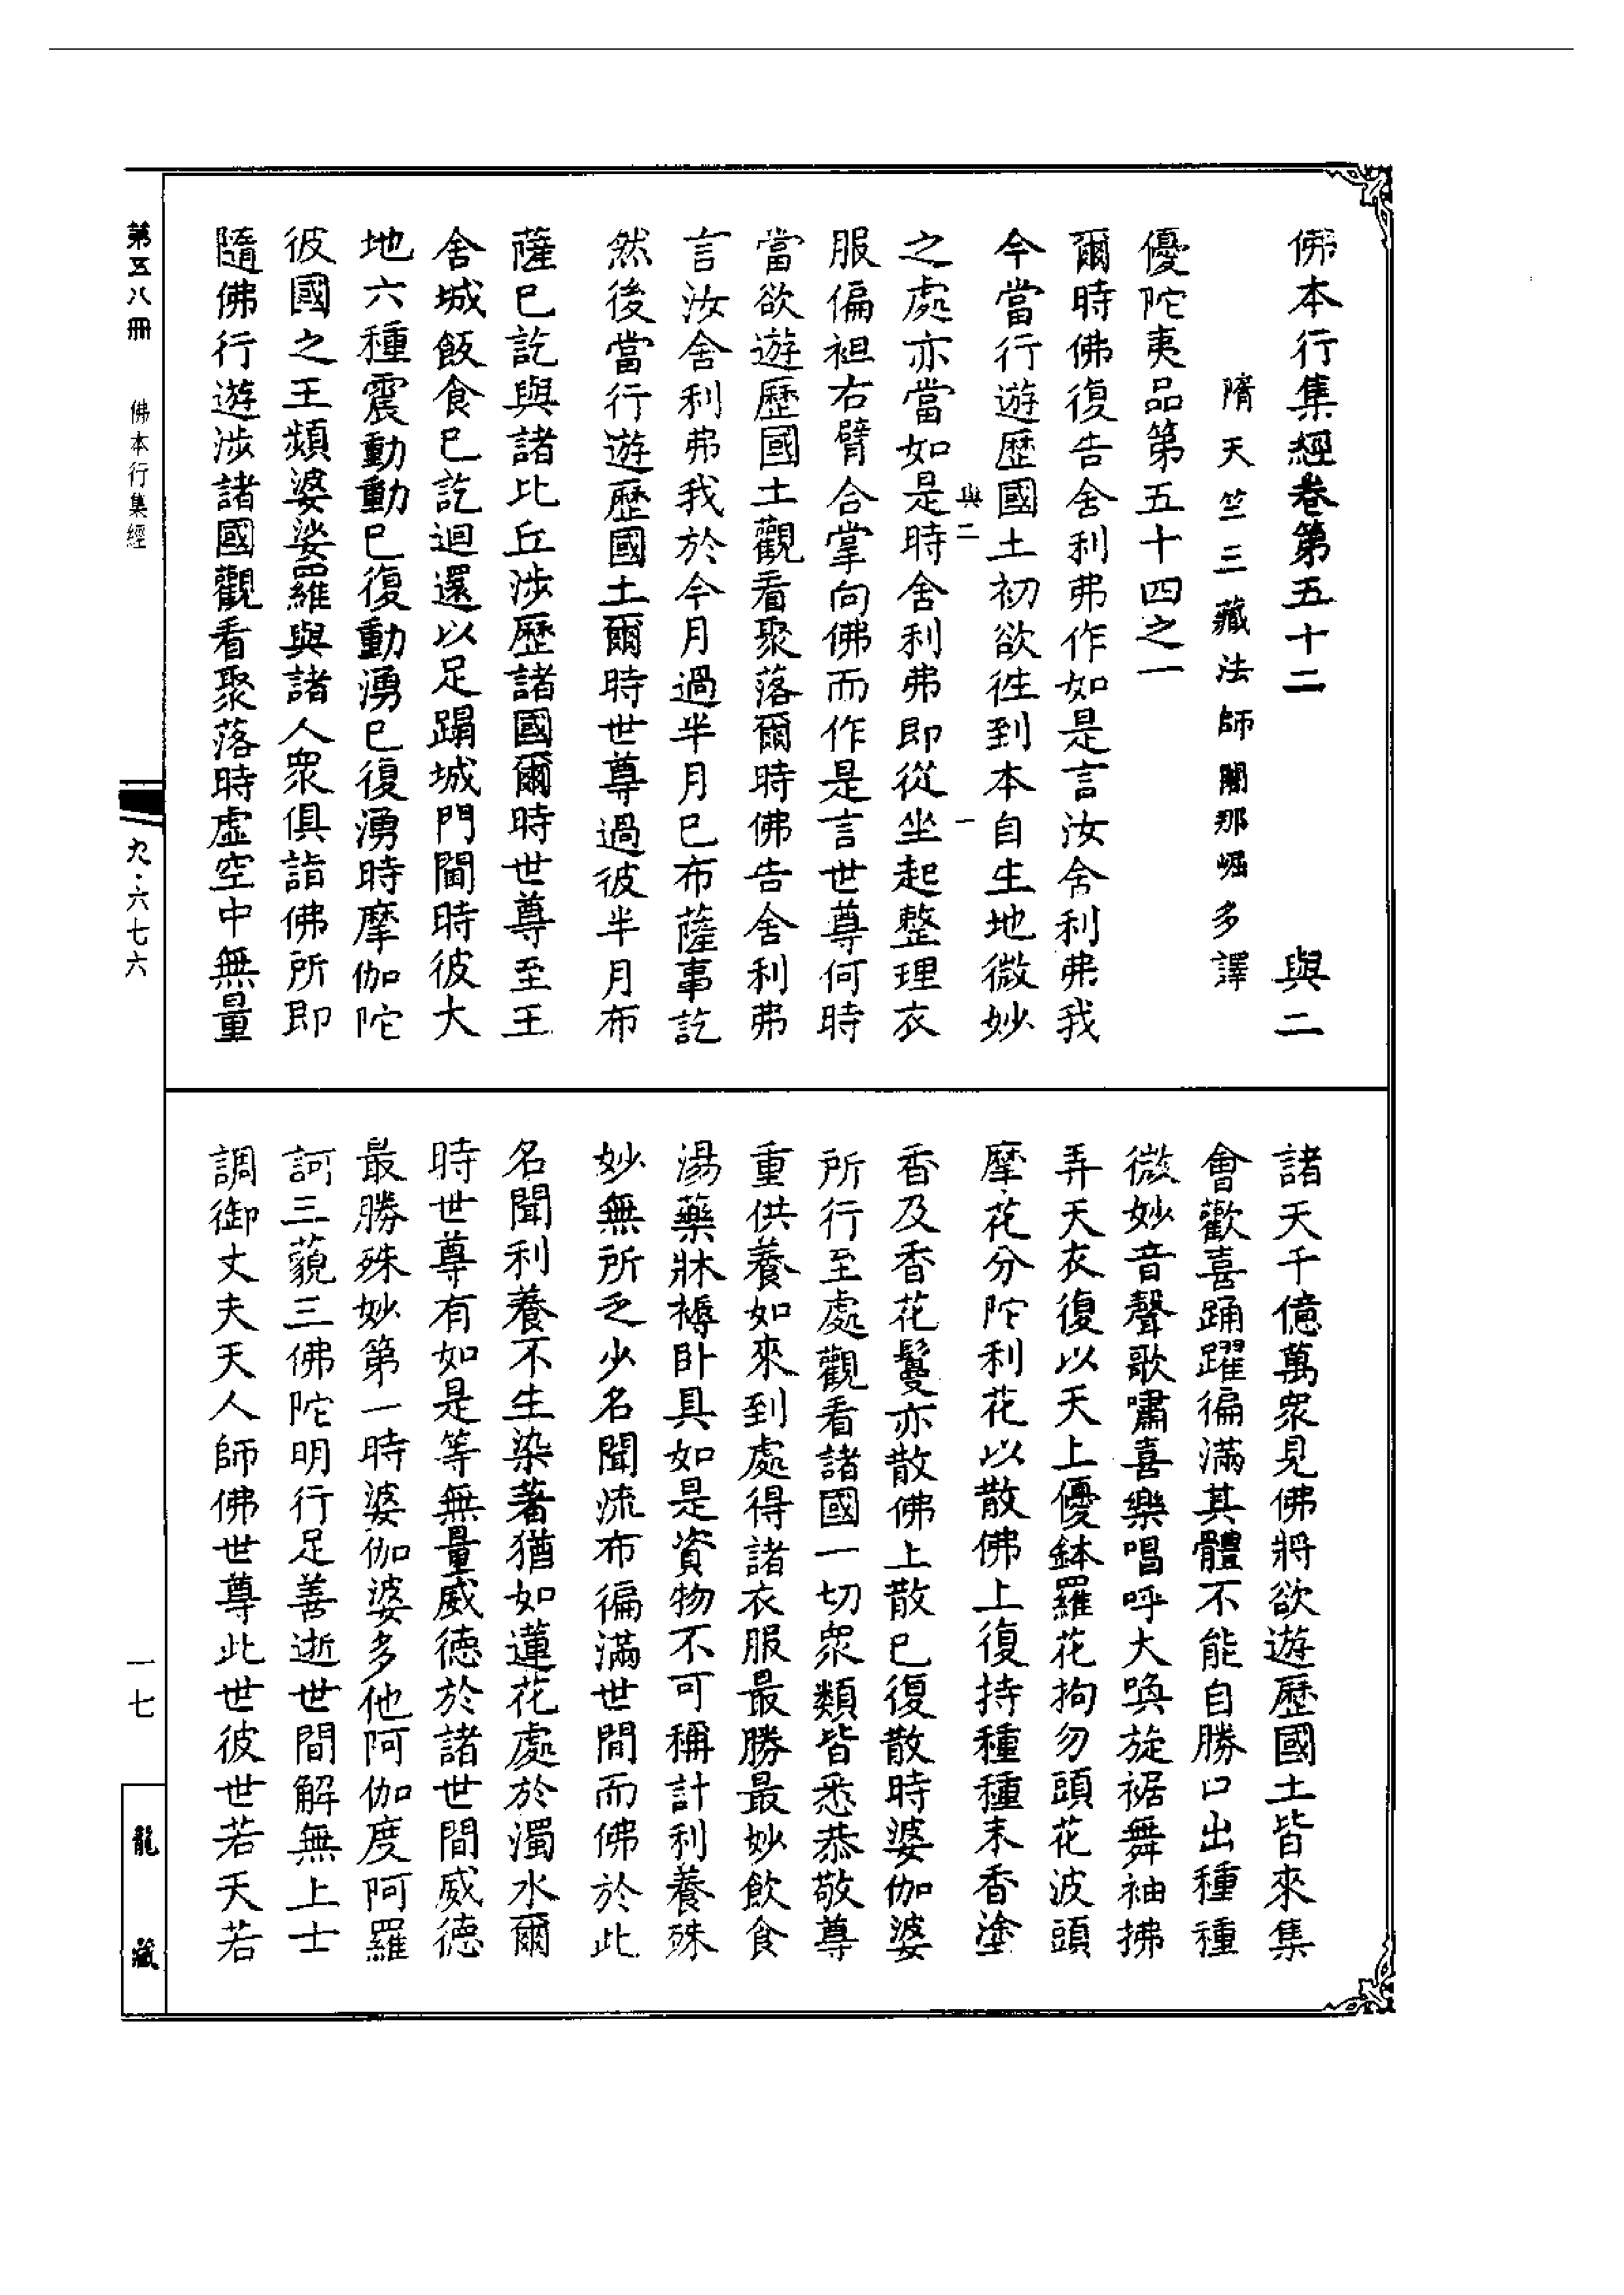 佛本行集經卷第五十二　與二
隋天竺三藏法師闍那崛多譯
優陀夷品第五十四之一
爾時佛復告舍利弗作如是言汝舍利弗我
今當行遊歷國土初欲徃到本自生地微妙
與二　一
之處亦當如是時舍利弗即從坐起整理衣
服偏袒右臂合掌向佛而作是言世尊何時
當欲遊歷國土觀看聚落爾時佛告舍利弗
言汝舍利弗我於今月過半月已布薩事訖
然後當行遊歷國土爾時世尊過彼半月布
薩已訖與諸比丘涉歷諸國爾時世尊至王
舍城飯食已訖迴還以足蹋城門閫時彼大
地六種震動動已復動湧已復湧時摩伽陀
彼國之王頻婆娑羅與諸人衆俱詣佛所即
隨佛行遊涉諸國觀看聚落時虛空中無量
諸天千億萬衆見佛將欲遊歷國土皆來集
會歡喜踊躍徧滿其體不能自勝口出種種
微妙音聲歌嘯喜樂唱呼大喚旋裾舞袖拂
弄天衣復以天上優鉢羅花拘勿頭花波頭
摩花分陀利花以散佛上復持種種末香塗
香及香花鬘亦散佛上散已復散時婆伽婆
所行至處觀看諸國一切衆類皆悉恭敬尊
重供養如來到處得諸衣服最勝最妙飲食
湯藥牀褥卧具如是資物不可稱計利養殊
妙無所乏少名聞流布徧滿世間而佛於此
名聞利養不生染著猶如蓮花處於濁水爾
時世尊有如是等無量威德於諸世間威德
最勝殊妙第一時婆伽婆多他阿伽度阿羅
訶三藐三佛陀明行足善逝世間解無上士
調御丈夫天人師佛世尊此世彼世若天若
第五八冊　佛本行集經
九·六七六
一七
龍藏